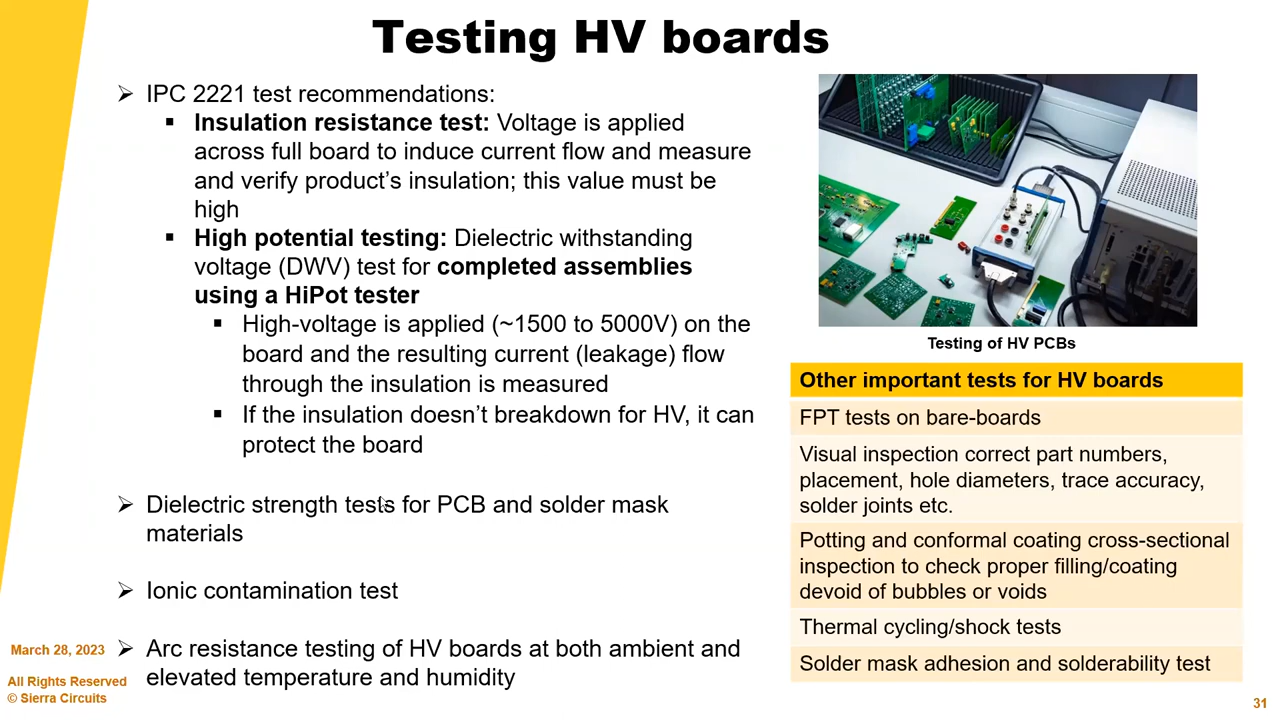 Testing HV boards
➢ IPC 2221 test recommendations:
▪ Insulation resistance test: Voltage is applied
across full board to induce current flow and measure
and verify product’s insulation; this value must be
high
▪ High potential testing: Dielectric withstanding
voltage (DWV) test for completed assemblies
using a HiPot tester
▪ High-voltage is applied (~1500 to 5000V) on the
board and the resulting current (leakage) flow
through the insulation is measured
▪ If the insulation doesn’t breakdown for HV, it can
protect the board
➢ Dielectric strength tests for PCB and solder mask
materials
➢ Ionic contamination test
➢ Arc resistance testing of HV boards at both ambient and
elevated temperature and humidity
Testing of HV PCBs
Other important tests for HV boards
FPT tests on bare-boards
Visual inspection correct part numbers,
placement, hole diameters, trace accuracy,
solder joints etc.
Potting and conformal coating cross-sectional
inspection to check proper filling/coating
devoid of bubbles or voids
Thermal cycling/shock tests
Solder mask adhesion and solderability test
March 28, 2023
All Rights Reserved
© Sierra Circuits
31